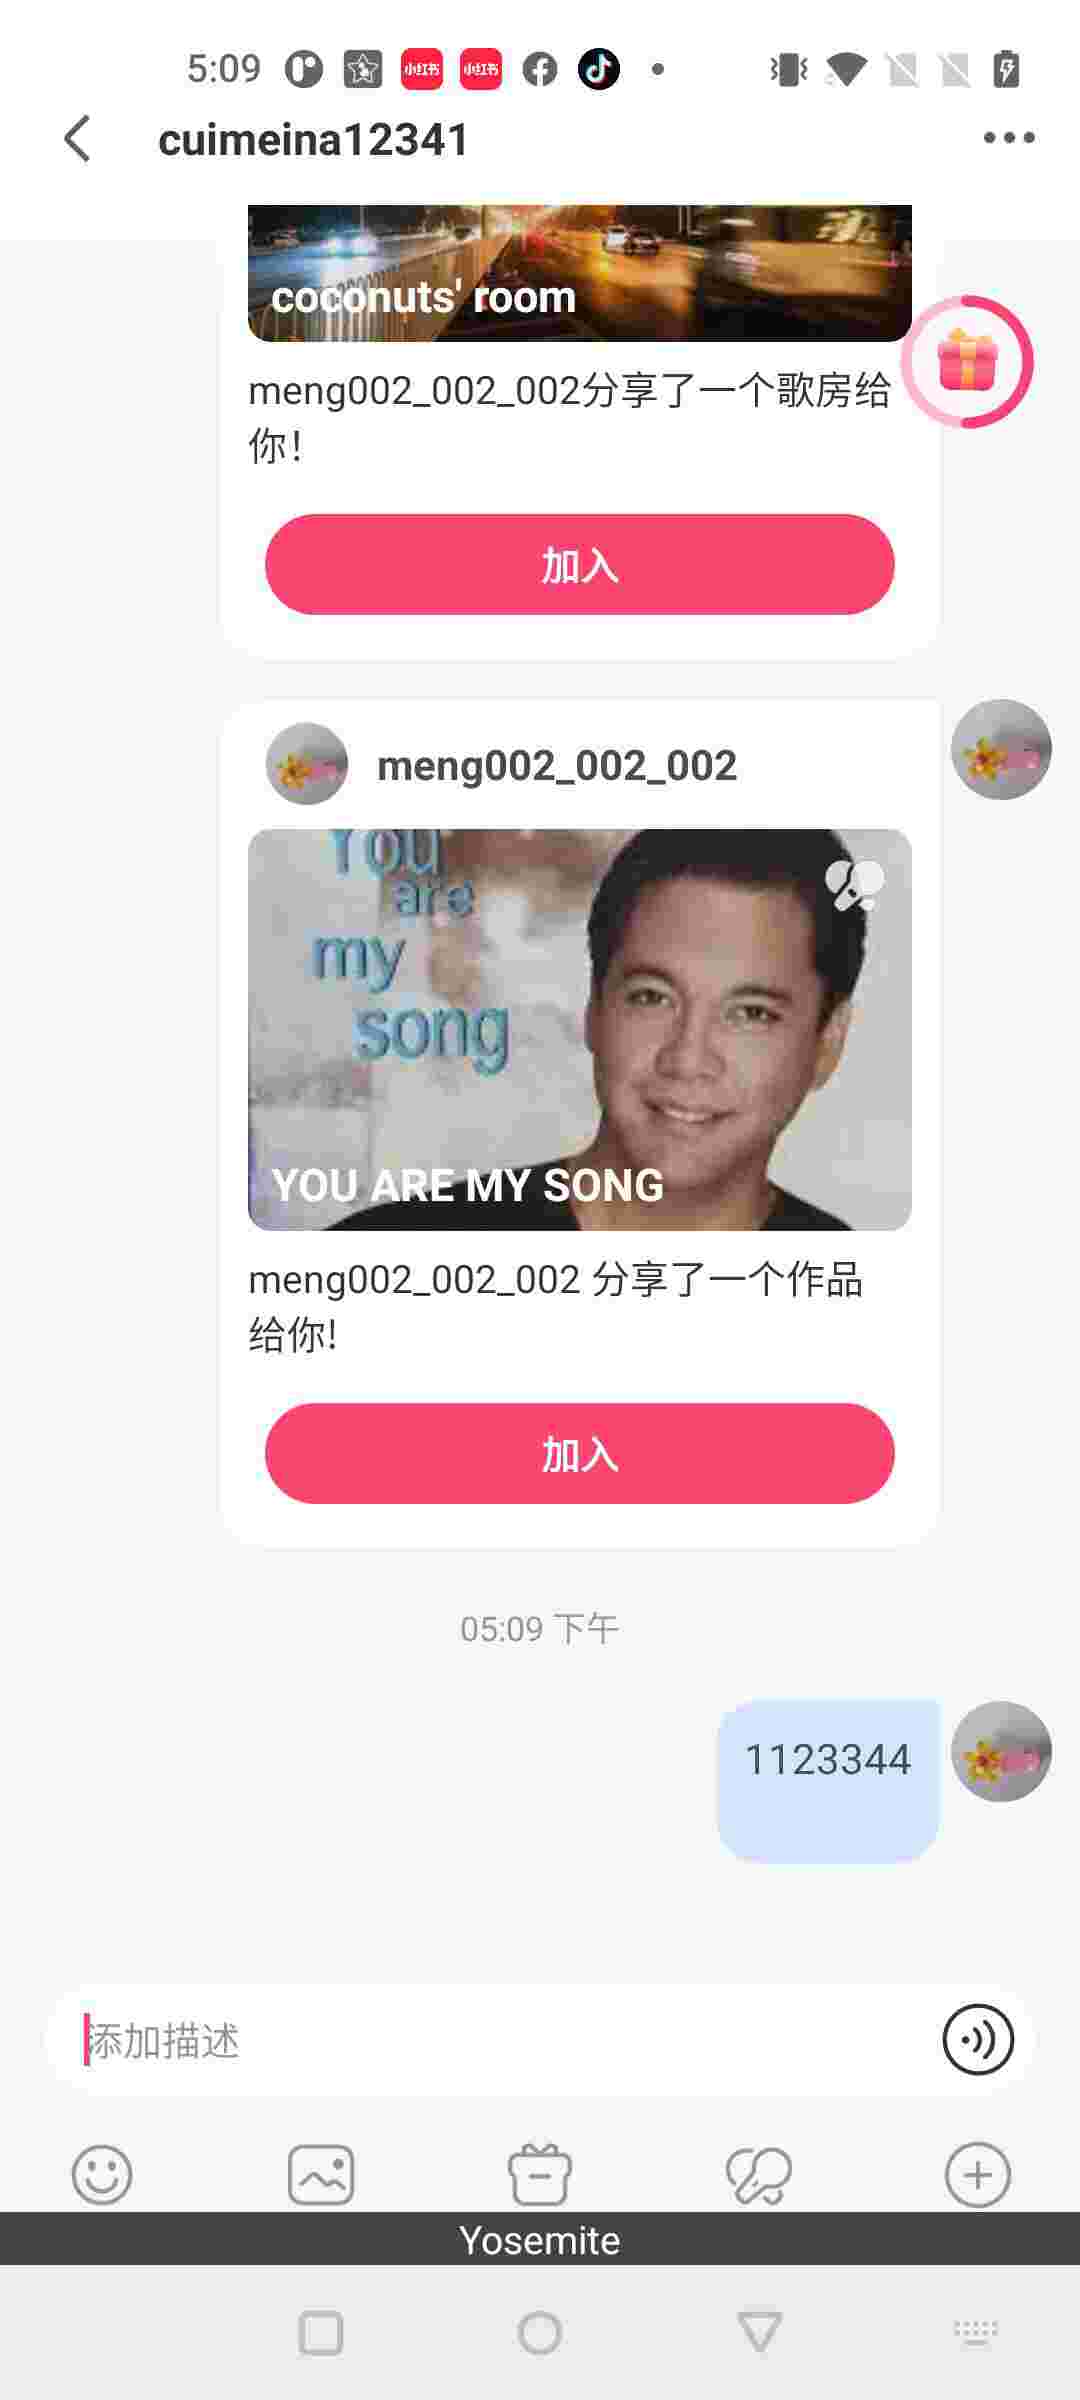 5:09
小红书
小红书
cuimeina12341
coconuts' room
meng002_002_002分享了一个歌房给
你!
加入
meng002_002_002
You
are
my
song
YOU ARE MY SONG
meng002_002_002 分享了一个作品
给你!
加入
05:09 下午
1123344
添加描述
Yosemite